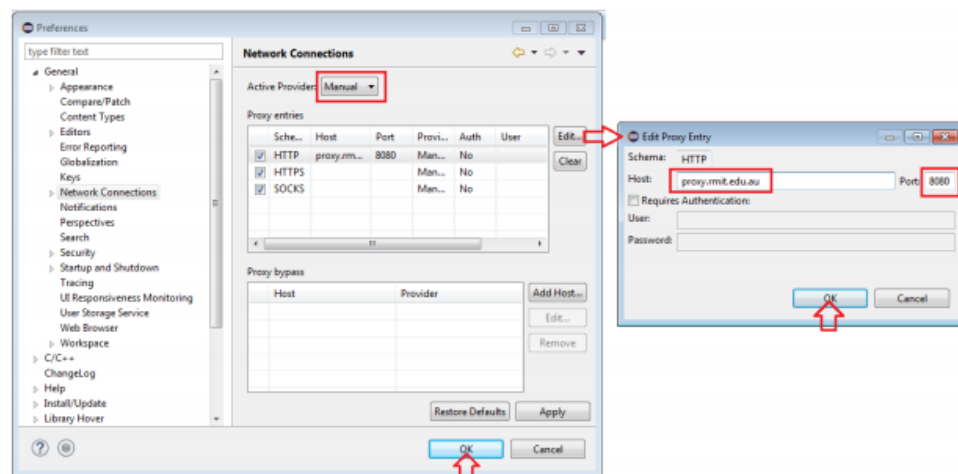 Preferences
type filter text
General
Appearance
Compare/Patch
Content Types
Editors
Error Reporting
Globalization
Keys
Network Connections
Notifications
Perspectives
Search
Security
Startup and Shutdown
Tracing
UI Responsiveness Monitoring
User Storage Service
Web Browser
Workspace
C/C++
ChangeLog
Help
Install/Update
Library Hover
Network Connections
Active Provider: Manual
Proxy entries
Sche... Host Port Provi... Auth User
HTTP proxy.rm... 8080 Man... No
HTTPS Man... No
SOCKS Man... No
Edit...
Clear
Proxy bypass
Host Provider
Add Host...
Edit...
Remove
Restore Defaults Apply
OK Cancel
Edit Proxy Entry
Schema: HTTP
Host: proxy.rmit.edu.au Port: 8080
Requires Authentication:
User:
Password:
OK Cancel